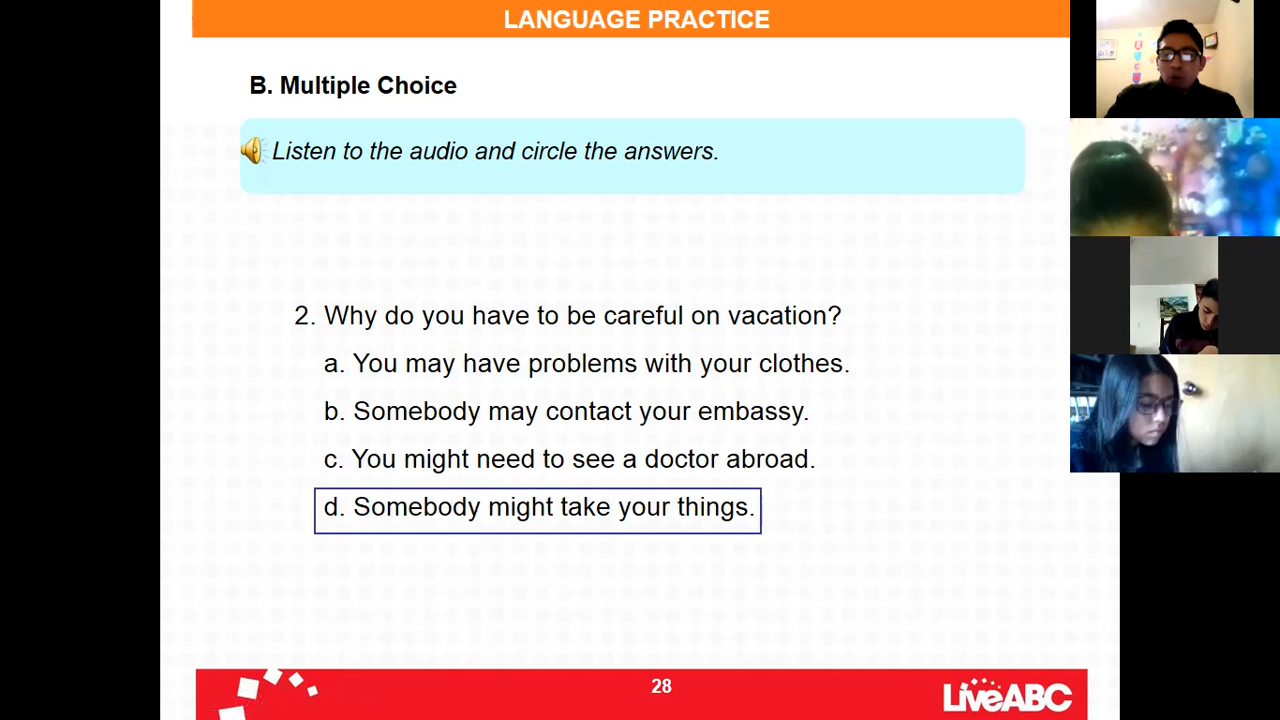 LANGUAGE PRACTICE
B. Multiple Choice
Listen to the audio and circle the answers.
2. Why do you have to be careful on vacation?
a. You may have problems with your clothes.
b. Somebody may contact your embassy.
c. You might need to see a doctor abroad.
d. Somebody might take your things.
28
LiveABC